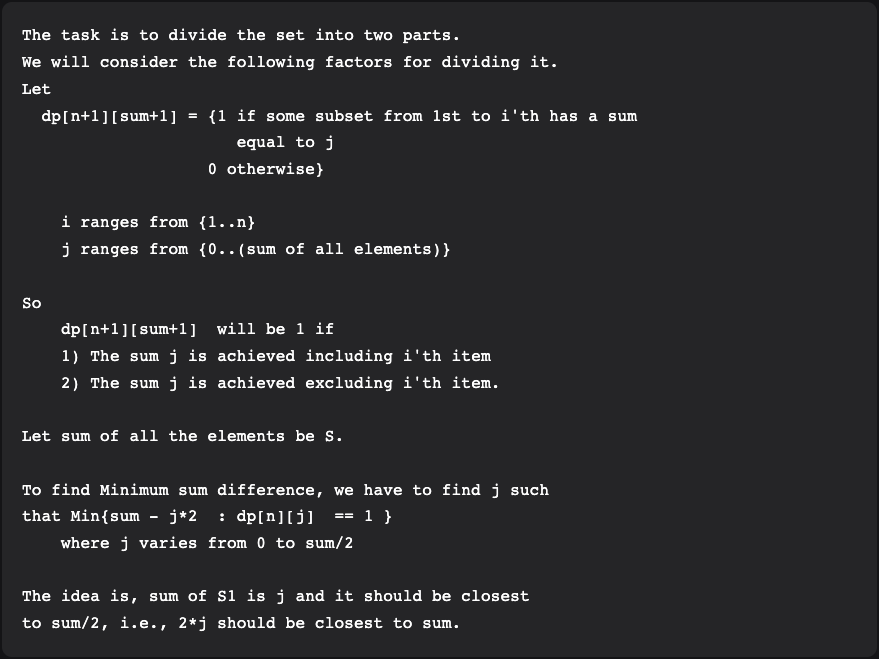 The task is to divide the set into two parts.
We will consider the following factors for dividing it.
Let
  dp[n+1][sum+1] = {1 if some subset from 1st to i'th has a sum
                      equal to j
                   0 otherwise}

    i ranges from {1..n}
    j ranges from {0..(sum of all elements)}

So
    dp[n+1][sum+1]  will be 1 if
    1) The sum j is achieved including i'th item
    2) The sum j is achieved excluding i'th item.

Let sum of all the elements be S.

To find Minimum sum difference, we have to find j such
that Min{sum - j*2  : dp[n][j]  == 1 }
    where j varies from 0 to sum/2

The idea is, sum of S1 is j and it should be closest
to sum/2, i.e., 2*j should be closest to sum.